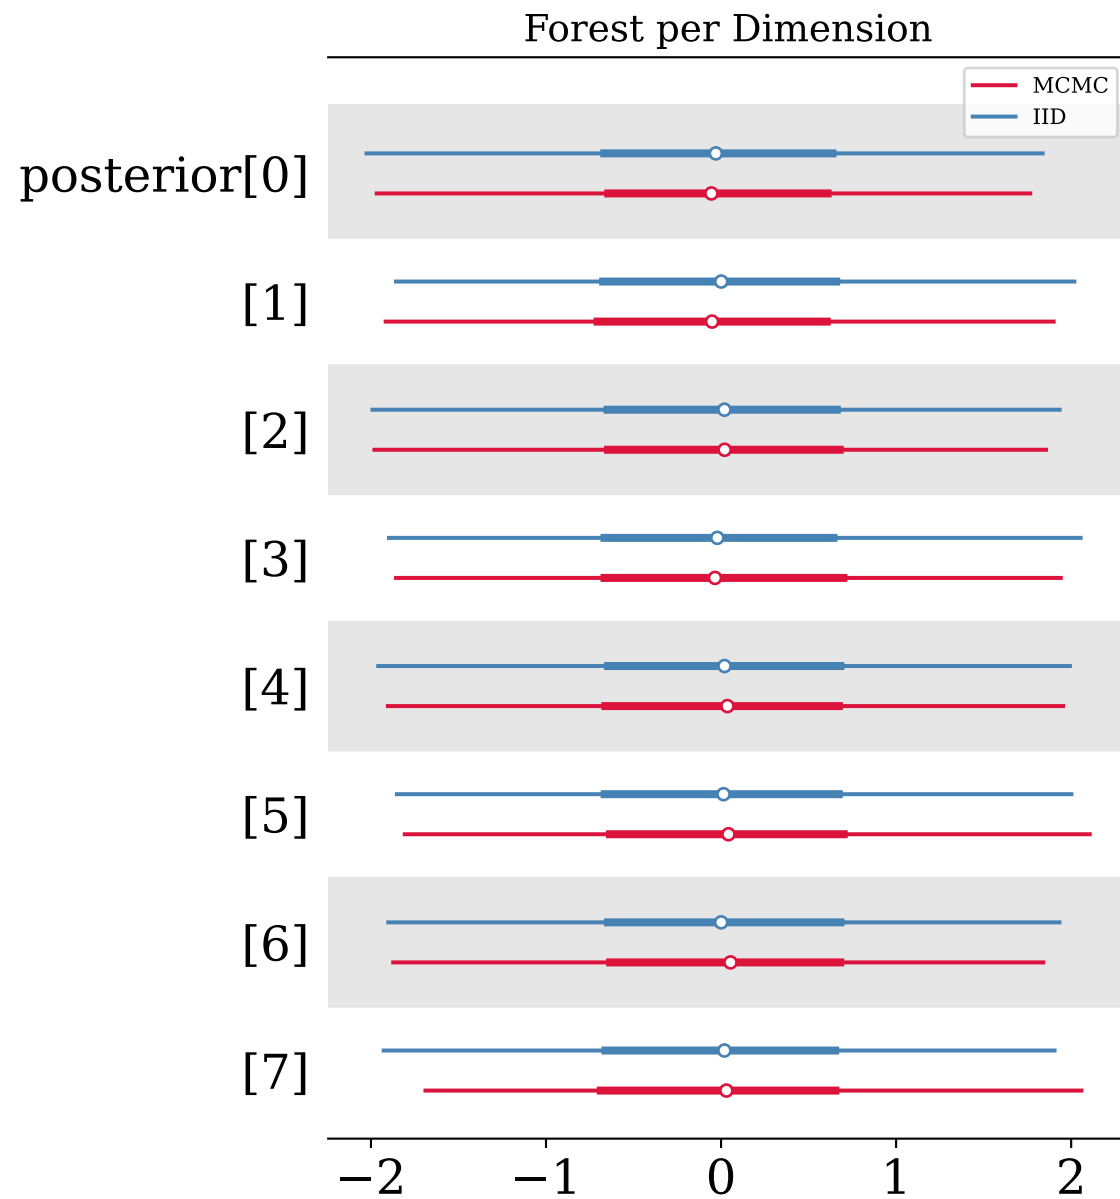 Forest per Dimension
MCMC
IID
posterior[0]
[1]
[2]
[3]
[4]
[5]
[6]
[7]
−2 −1 0 1 2